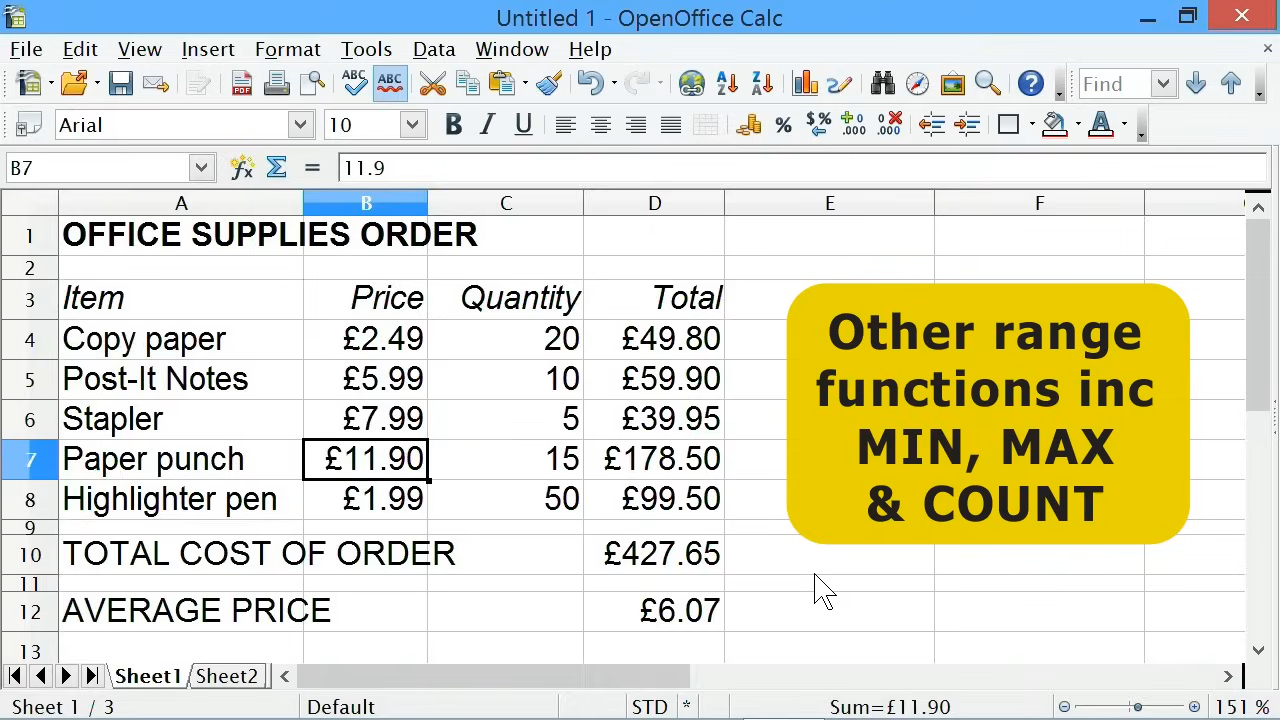 Untitled 1 - OpenOffice Calc
File Edit View Insert Format Tools Data Window Help
Find
Arial 10
B7 11.9
A B C D E F
1 OFFICE SUPPLIES ORDER
2
3 Item Price Quantity Total
4 Copy paper £2.49 20 £49.80
5 Post-It Notes £5.99 10 £59.90
6 Stapler £7.99 5 £39.95
7 Paper punch £11.90 15 £178.50
8 Highlighter pen £1.99 50 £99.50
9
10 TOTAL COST OF ORDER £427.65
11
12 AVERAGE PRICE £6.07
13
Other range
functions inc
MIN, MAX
& COUNT
Sheet1 Sheet2
Sheet 1 / 3 Default STD * Sum=£11.90 151 %